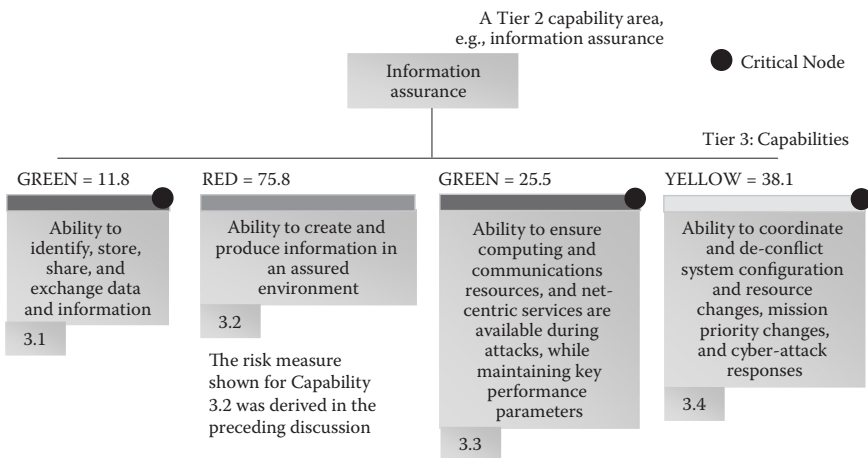 A Tier 2 capability area,
e.g., information assurance
Critical Node
Information
assurance
Tier 3: Capabilities
GREEN = 11.8
Ability to
identify, store,
share, and
exchange data
and information
3.1
RED = 75.8
Ability to create and
produce information in
an assured
environment
3.2
The risk measure
shown for Capability
3.2 was derived in the
preceding discussion
GREEN = 25.5
Ability to ensure
computing and
communications
resources, and net-
centric services are
available during
attacks, while
maintaining key
performance
parameters
3.3
YELLOW = 38.1
Ability to coordinate
and de-conflict
system configuration
and resource
changes, mission
priority changes,
and cyber-attack
responses
3.4